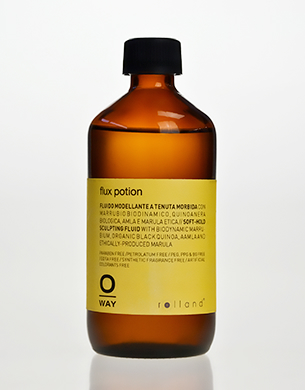 flux potion
FLUIDO MODELLANTE A TENUTA MORBIDA CON
MARRUBIO BIODINAMICO, QUINOA NERA
BIOLOGICA, AMLA E MARULA ETICA // SOFT-HOLD
SCULPTING FLUID WITH BIODYNAMIC MARRU
BIUM, ORGANIC BLACK QUINOA, AAMLA AND
ETHICALLY-PRODUCED MARULA
PARABEN FREE / PETROLATUM FREE / PEG, PPG & BG FREE
SYNTHETIC FRAGRANCE FREE / ARTIFICIAL
COLORANTS FREE
O
WAY
rolland